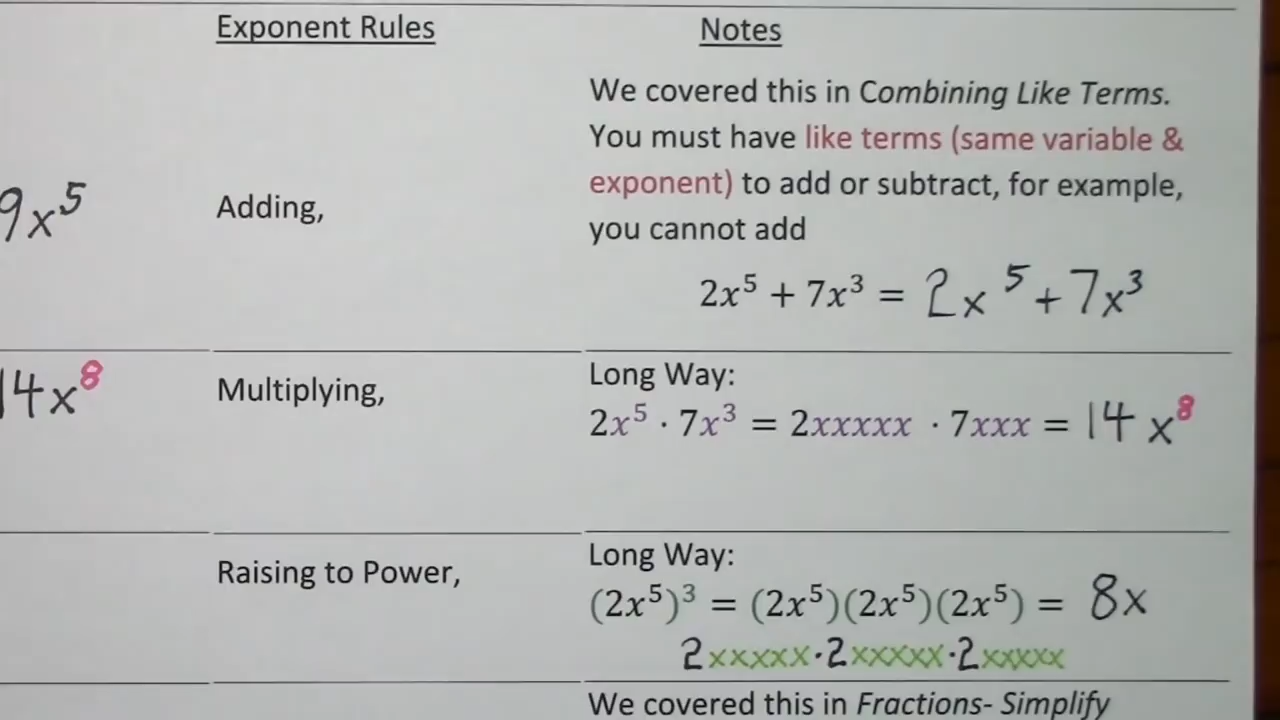 Exponent Rules
Notes
We covered this in Combining Like Terms.
You must have like terms (same variable &
exponent) to add or subtract, for example,
you cannot add
9x⁵
Adding,
2x⁵ + 7x³ = 2x⁵ + 7x³
14x⁸
Multiplying,
Long Way:
2x⁵ · 7x³ = 2xxxxx · 7xxx = 14 x⁸
Raising to Power,
Long Way:
(2x⁵)³ = (2x⁵)(2x⁵)(2x⁵) = 8x
2xxxxx·2xxxxx·2xxxxx
We covered this in Fractions- Simplify